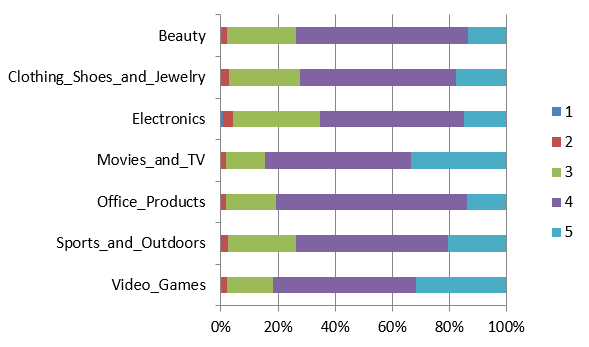 Beauty
Clothing_Shoes_and_Jewelry
Electronics
Movies_and_TV
Office_Products
Sports_and_Outdoors
Video_Games
0% 20% 40% 60% 80% 100%
1
2
3
4
5